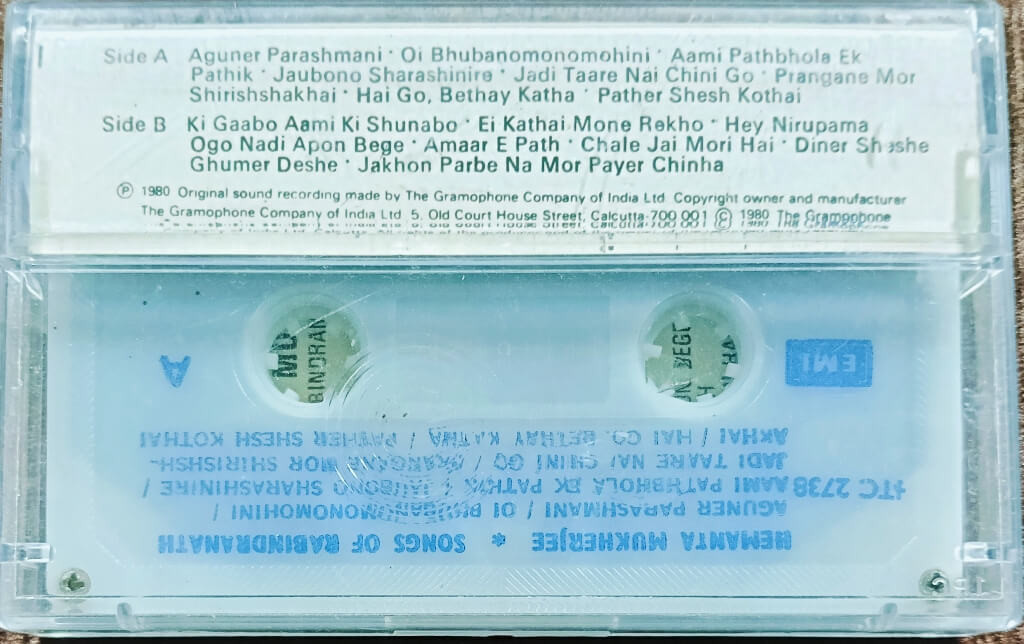 Side A Aguner Parashmani · Oi Bhubanomonomohini · Aami Pathbhola Ek
Pathik · Jaubono Sharashinire · Jadi Taare Nai Chini Go · Prangane Mor
Shirishshakhai · Hai Go, Bethay Katha · Pather Shesh Kothai
Side B Ki Gaabo Aami Ki Shunabo · Ei Kathai Mone Rekho · Hey Nirupama
Ogo Nadi Apon Bege · Amaar E Path · Chale Jai Mori Hai · Diner Sheshe
Ghumer Deshe · Jakhon Parbe Na Mor Payer Chinha
Ⓟ 1980 Original sound recording made by The Gramophone Company of India Ltd. Copyright owner and manufacturer
The Gramophone Company of India Ltd. 5, Old Court House Street, Calcutta-700 001 © 1980 The Gramophone
A
BINDRAN
EMI
HEMANTA MUKHERJEE * SONGS OF RABINDRANATH
AGUNER PARASHMANI / OI BHUBANOMONOMOHINI /
TC 2738 AAMI PATHBHOLA EK PATHIK / JAUBONO SHARASHINIRE /
JADI TAARE NAI CHINI GO / PRANGANE MOR SHIRISHSH-
AKHAI / HAI GO, BETHAY KATHA / PATHER SHESH KOTHAI